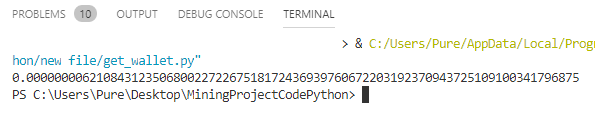 PROBLEMS 10 OUTPUT DEBUG CONSOLE TERMINAL
> & C:/Users/Pure/AppData/Local/Progr
hon/new file/get_wallet.py"
0.00000000621084312350680022722675181724369397606722031923709437251091003417968​75
PS C:\Users\Pure\Desktop\MiningProjectCodePython>